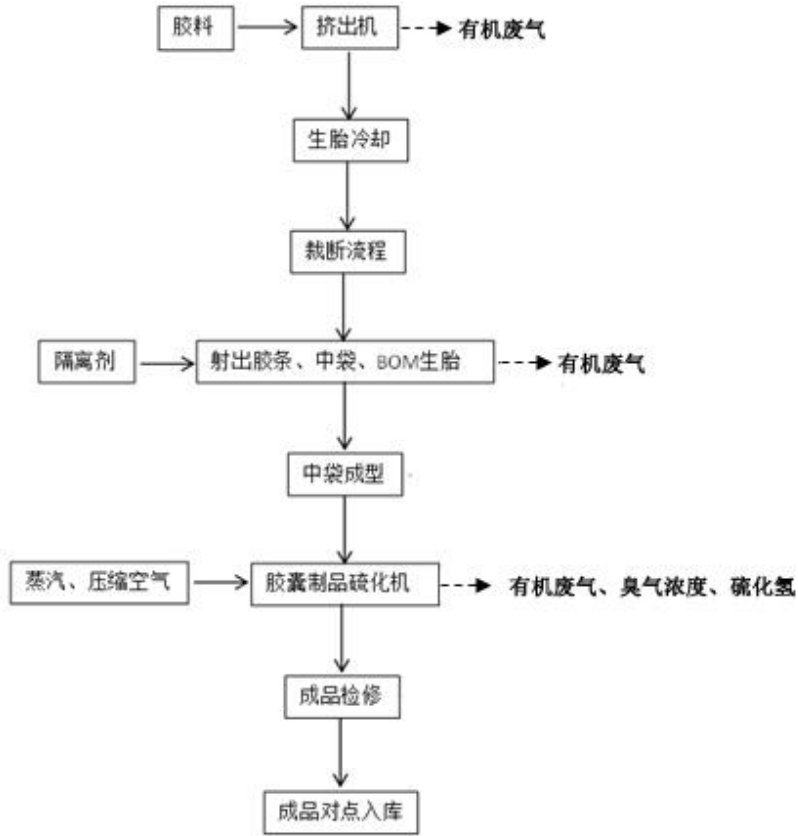 胶料
挤出机
有机废气
生胎冷却
裁断流程
隔离剂
射出胶条、中袋、BOM生胎
有机废气
中袋成型
蒸汽、压缩空气
胶囊制品硫化机
有机废气、臭气浓度、硫化氢
成品检修
成品对点入库